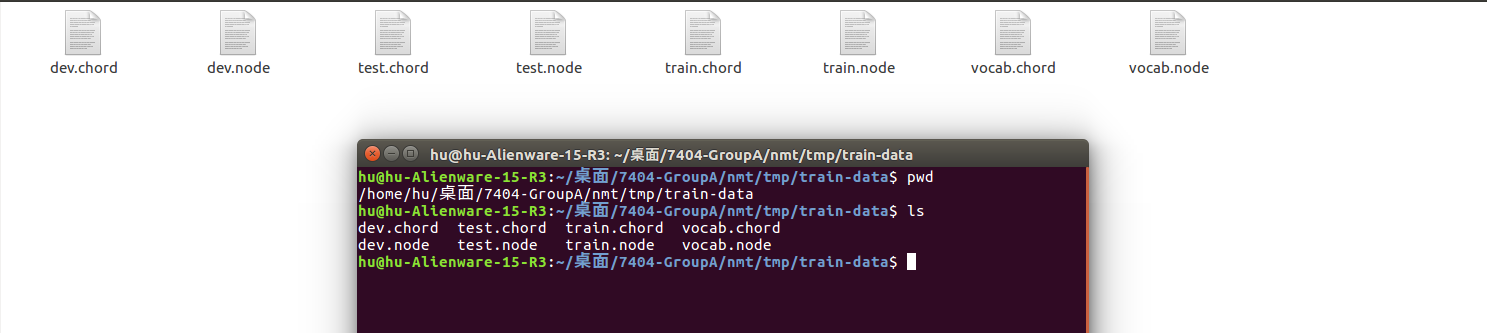 dev.chord dev.node test.chord test.node train.chord train.node vocab.chord vocab.node
hu@hu-Alienware-15-R3: ~/桌面/7404-GroupA/nmt/tmp/train-data
hu@hu-Alienware-15-R3:~/桌面/7404-GroupA/nmt/tmp/train-data$ pwd
/home/hu/桌面/7404-GroupA/nmt/tmp/train-data
hu@hu-Alienware-15-R3:~/桌面/7404-GroupA/nmt/tmp/train-data$ ls
dev.chord  test.chord  train.chord  vocab.chord
dev.node   test.node   train.node   vocab.node
hu@hu-Alienware-15-R3:~/桌面/7404-GroupA/nmt/tmp/train-data$